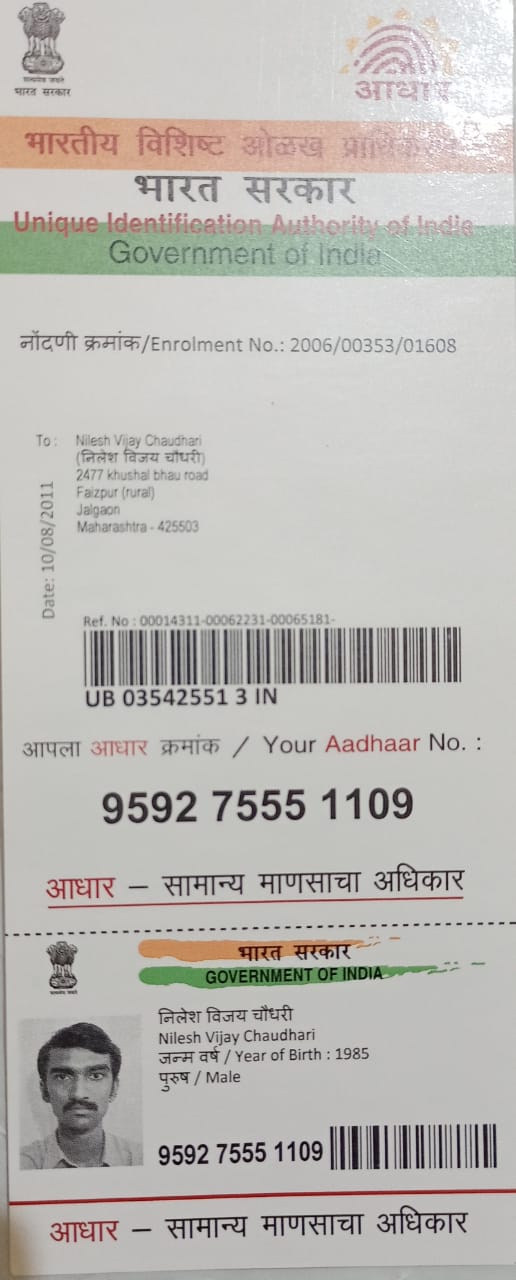 सत्यमेव जयते
भारत सरकार
आधार
भारतीय विशिष्ट ओळख प्राधिकरण
भारत सरकार
Unique Identification Authority of India
Government of India
नोंदणी क्रमांक/Enrolment No.: 2006/00353/01608
To :
Nilesh Vijay Chaudhari
(निलेश विजय चौधरी)
2477 khushal bhau road
Faizpur (rural)
Jalgaon
Maharashtra - 425503
Date: 10/08/2011
Ref. No : 00014311-00062231-00065181-
UB 03542551 3 IN
आपला आधार क्रमांक / Your Aadhaar No. :
9592 7555 1109
आधार – सामान्य माणसाचा अधिकार
भारत सरकार
GOVERNMENT OF INDIA
निलेश विजय चौधरी
Nilesh Vijay Chaudhari
जन्म वर्ष / Year of Birth : 1985
पुरुष / Male
9592 7555 1109
आधार – सामान्य माणसाचा अधिकार